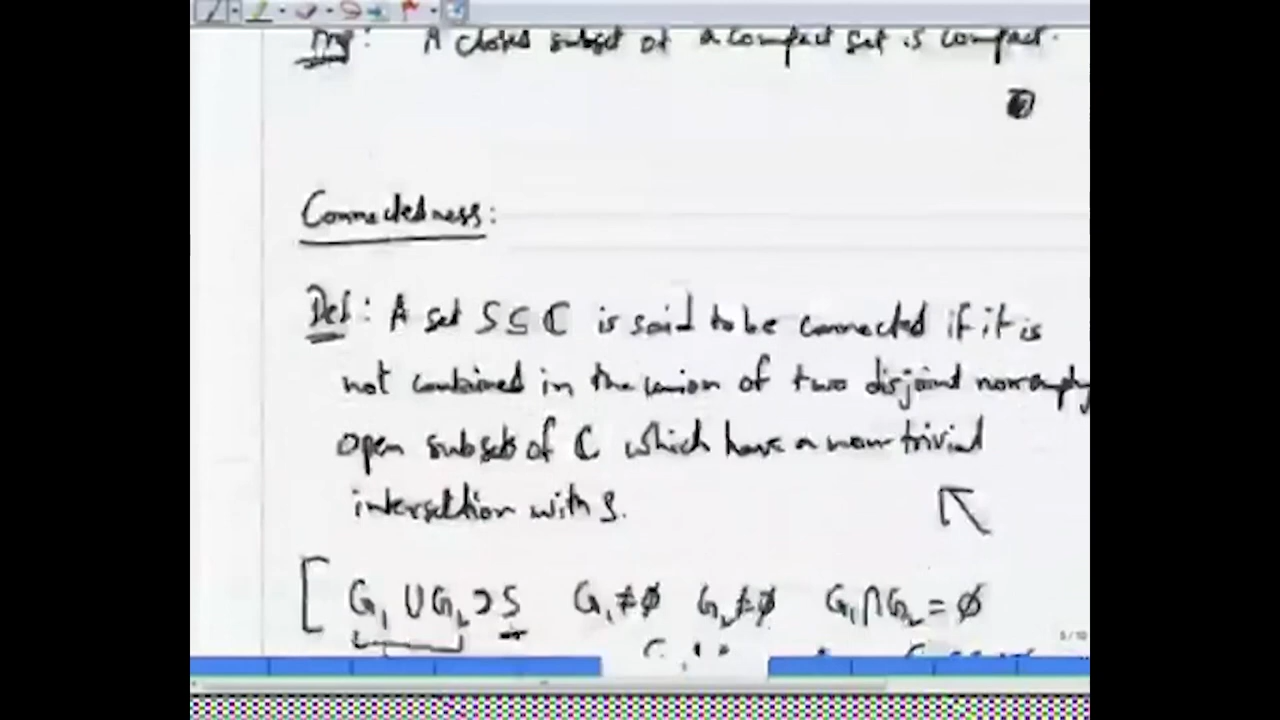 Prop: A closed subset of a compact set is compact.
Connectedness:
Def: A set S ⊆ ℂ is said to be connected if it is
not contained in the union of two disjoint nonempty
open subsets of ℂ which have a non trivial
intersection with S.
[ G₁ ∪ G₂ ⊃ S G₁ ≠ ∅ G₂ ≠ ∅ G₁ ∩ G₂ = ∅